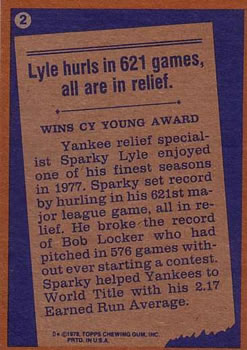 2
Lyle hurls in 621 games,
all are in relief.
WINS CY YOUNG AWARD
Yankee relief special-
ist Sparky Lyle enjoyed
one of his finest seasons
in 1977. Sparky set record
by hurling in his 621st ma-
jor league game, all in re-
lief. He broke the record
of Bob Locker who had
pitched in 576 games with-
out ever starting a contest.
Sparky helped Yankees to
World Title with his 2.17
Earned Run Average.
©1978, TOPPS CHEWING GUM, INC.
PRTD. IN U.S.A.